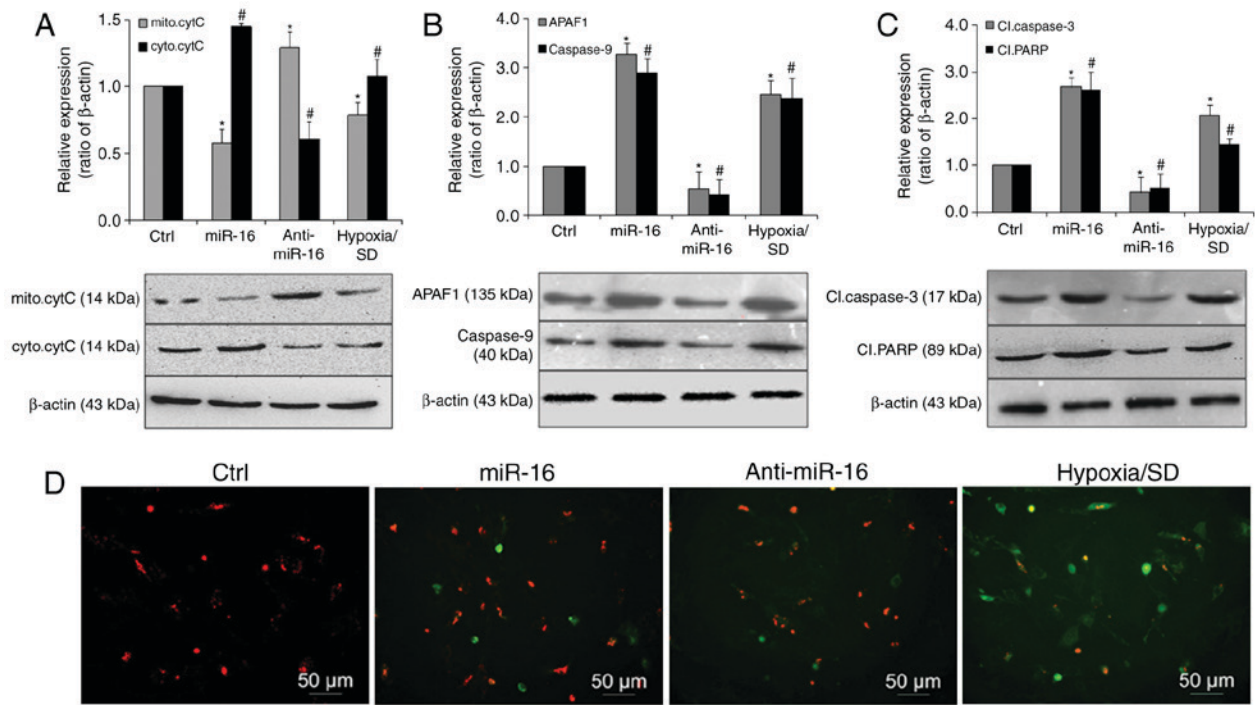 A
mito.cytC
cyto.cytC
Relative expression
(ratio of β-actin)
1.5
1.0
0.5
0.0
*
#
*
#
*
#
Ctrl
miR-16
Anti-
miR-16
Hypoxia/
SD
mito.cytC (14 kDa)
cyto.cytC (14 kDa)
β-actin (43 kDa)
B
APAF1
Caspase-9
Relative expression
(ratio of β-actin)
4.0
3.0
2.0
1.0
0.0
*
#
*
#
*
#
Ctrl
miR-16
Anti-
miR-16
Hypoxia/
SD
APAF1 (135 kDa)
Caspase-9
(40 kDa)
β-actin (43 kDa)
C
Cl.caspase-3
Cl.PARP
Relative expression
(ratio of β-actin)
4.0
3.0
2.0
1.0
0.0
*
#
*
#
*
#
Ctrl
miR-16
Anti-
miR-16
Hypoxia/
SD
Cl.caspase-3 (17 kDa)
Cl.PARP (89 kDa)
β-actin (43 kDa)
D
Ctrl
miR-16
Anti-miR-16
Hypoxia/SD
50 μm
50 μm
50 μm
50 μm